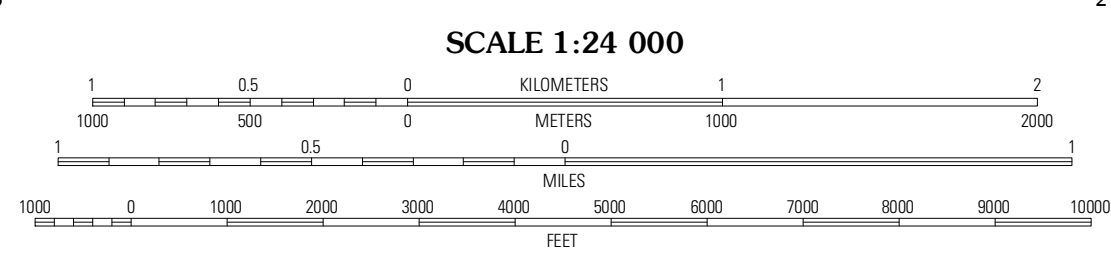 SCALE 1:24 000
1 0.5 0 KILOMETERS 1 2
1000 500 0 METERS 1000 2000
1 0.5 0 1
MILES
1000 0 1000 2000 3000 4000 5000 6000 7000 8000 9000 10000
FEET